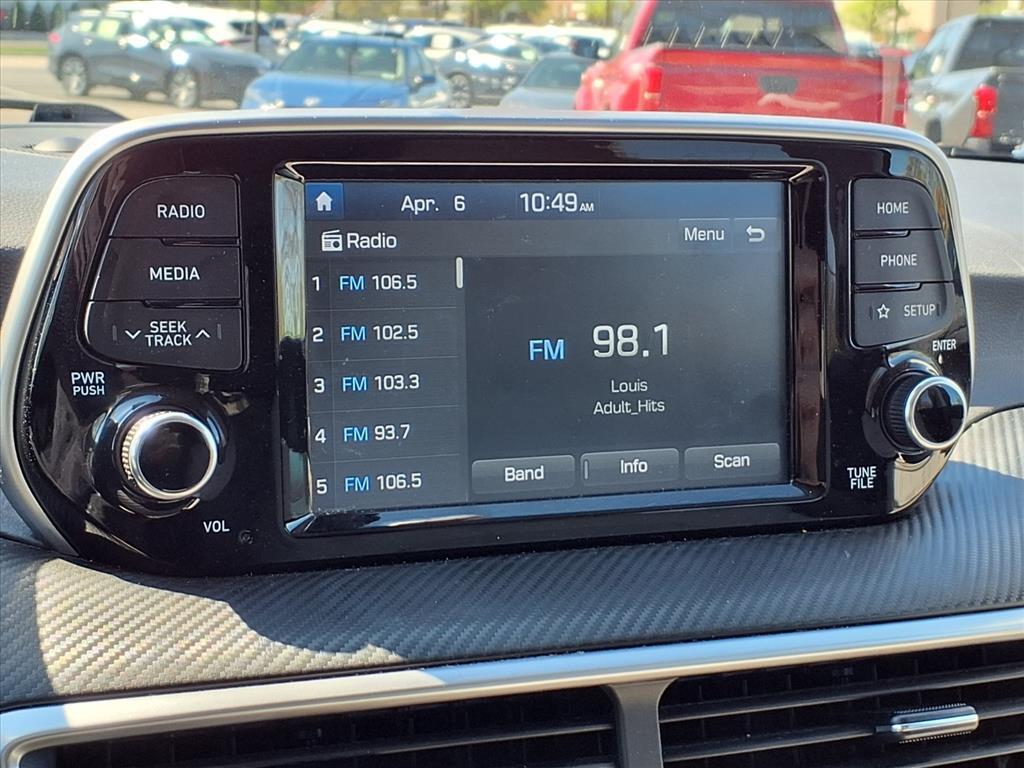 RADIO
MEDIA
SEEK
TRACK
PWR
PUSH
VOL
Apr. 6 10:49 AM
Radio
Menu
1 FM 106.5
2 FM 102.5
3 FM 103.3
4 FM 93.7
5 FM 106.5
FM 98.1
Louis
Adult_Hits
Band Info Scan
HOME
PHONE
SETUP
ENTER
TUNE
FILE